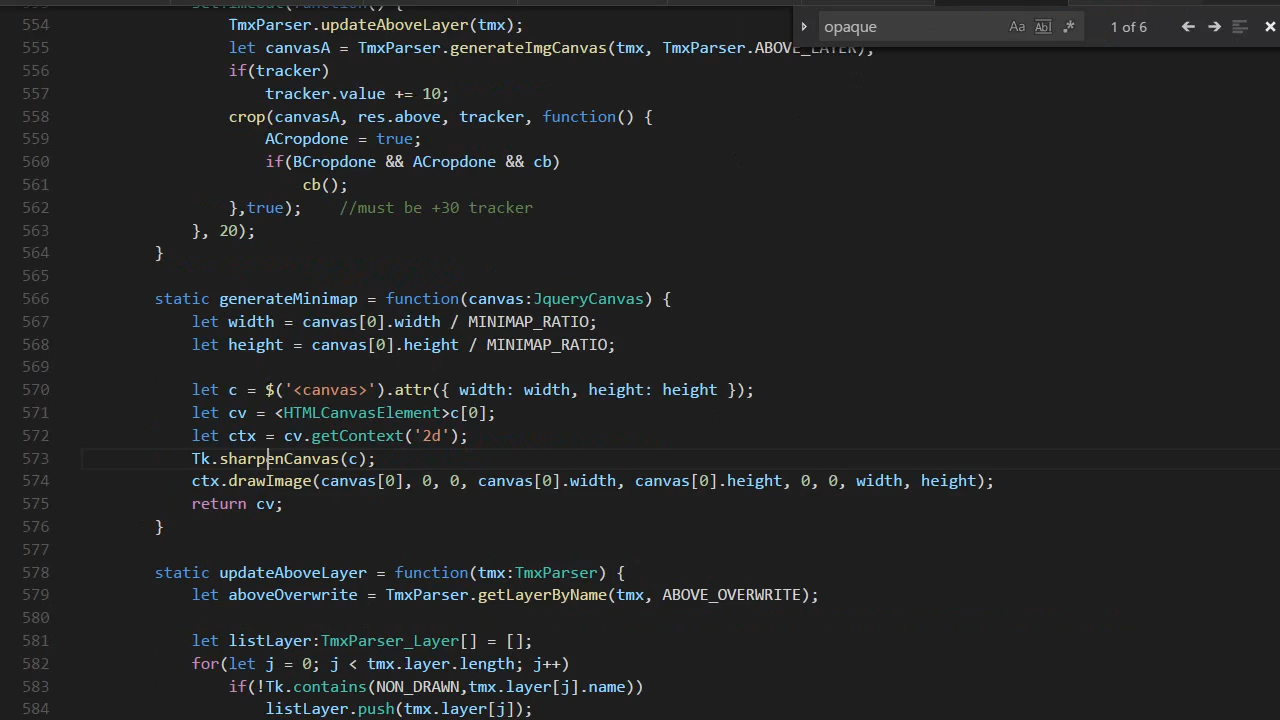 setTimeout(function() {
opaque Aa Abl .* 1 of 6
554 TmxParser.updateAboveLayer(tmx);
555 let canvasA = TmxParser.generateImgCanvas(tmx, TmxParser.ABOVE_LAYER);
556 if(tracker)
557 tracker.value += 10;
558 crop(canvasA, res.above, tracker, function() {
559 ACropdone = true;
560 if(BCropdone && ACropdone && cb)
561 cb();
562 },true); //must be +30 tracker
563 }, 20);
564 }
565
566 static generateMinimap = function(canvas:JqueryCanvas) {
567 let width = canvas[0].width / MINIMAP_RATIO;
568 let height = canvas[0].height / MINIMAP_RATIO;
569
570 let c = $('<canvas>').attr({ width: width, height: height });
571 let cv = <HTMLCanvasElement>c[0];
572 let ctx = cv.getContext('2d');
573 Tk.sharpenCanvas(c);
574 ctx.drawImage(canvas[0], 0, 0, canvas[0].width, canvas[0].height, 0, 0, width, height);
575 return cv;
576 }
577
578 static updateAboveLayer = function(tmx:TmxParser) {
579 let aboveOverwrite = TmxParser.getLayerByName(tmx, ABOVE_OVERWRITE);
580
581 let listLayer:TmxParser_Layer[] = [];
582 for(let j = 0; j < tmx.layer.length; j++)
583 if(!Tk.contains(NON_DRAWN,tmx.layer[j].name))
584 listLayer.push(tmx.layer[j]);